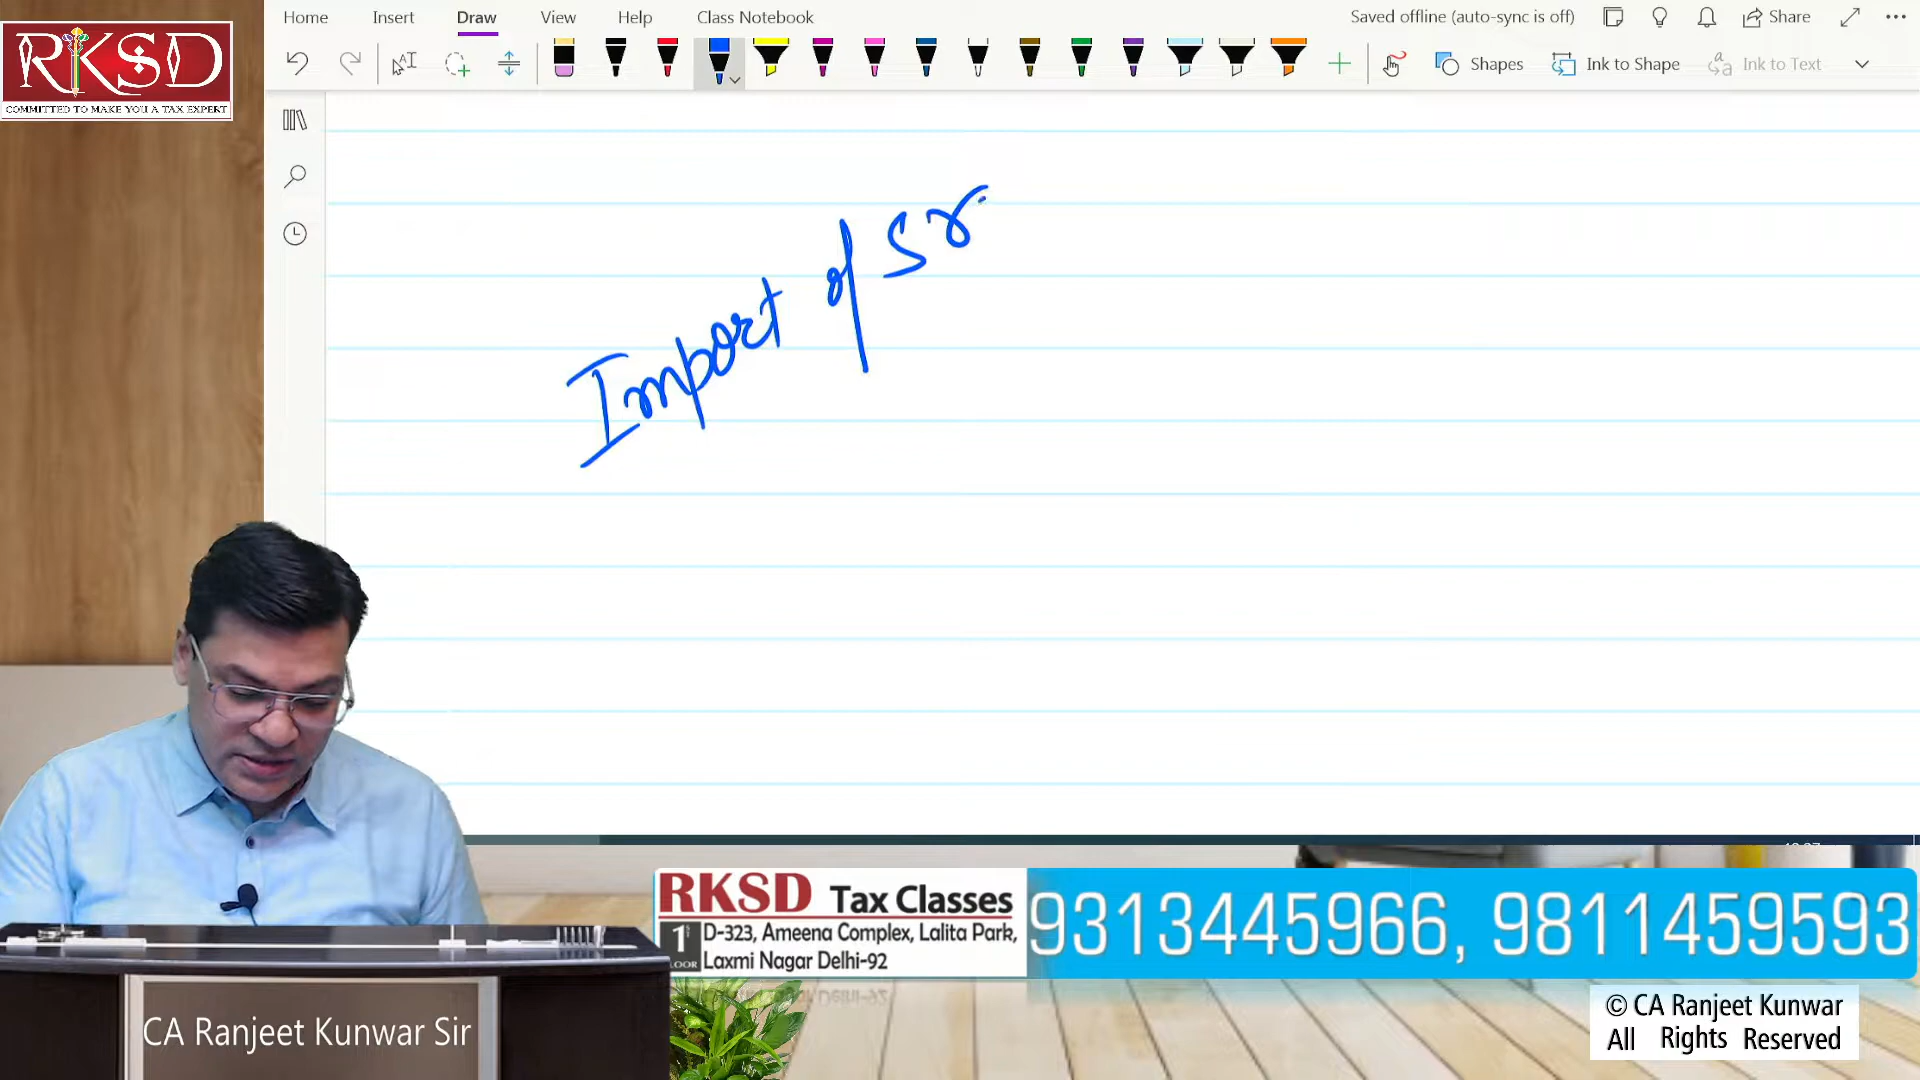 Home Insert Draw View Help Class Notebook Saved offline (auto-sync is off) Share
Shapes Ink to Shape Ink to Text
RKSD
COMMITTED TO MAKE YOU A TAX EXPERT
Import of Sr
RKSD Tax Classes
1ST D-323, Ameena Complex, Lalita Park,
Laxmi Nagar Delhi-92
9313445966, 9811459593
CA Ranjeet Kunwar Sir
© CA Ranjeet Kunwar
All Rights Reserved